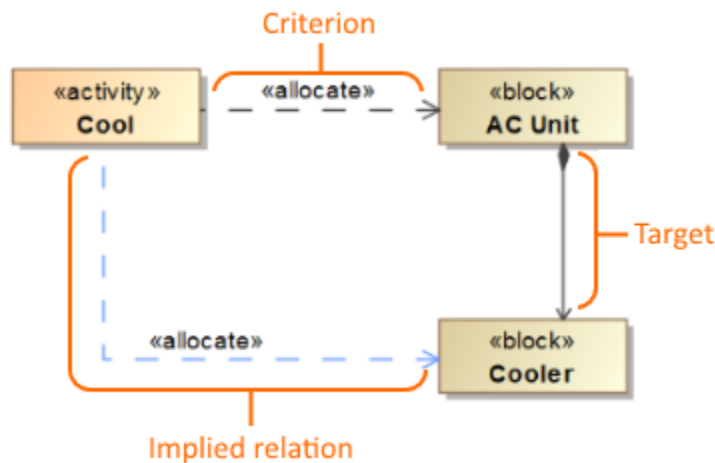 Criterion
«activity»
Cool
«allocate»
«block»
AC Unit
Target
«allocate»
«block»
Cooler
Implied relation